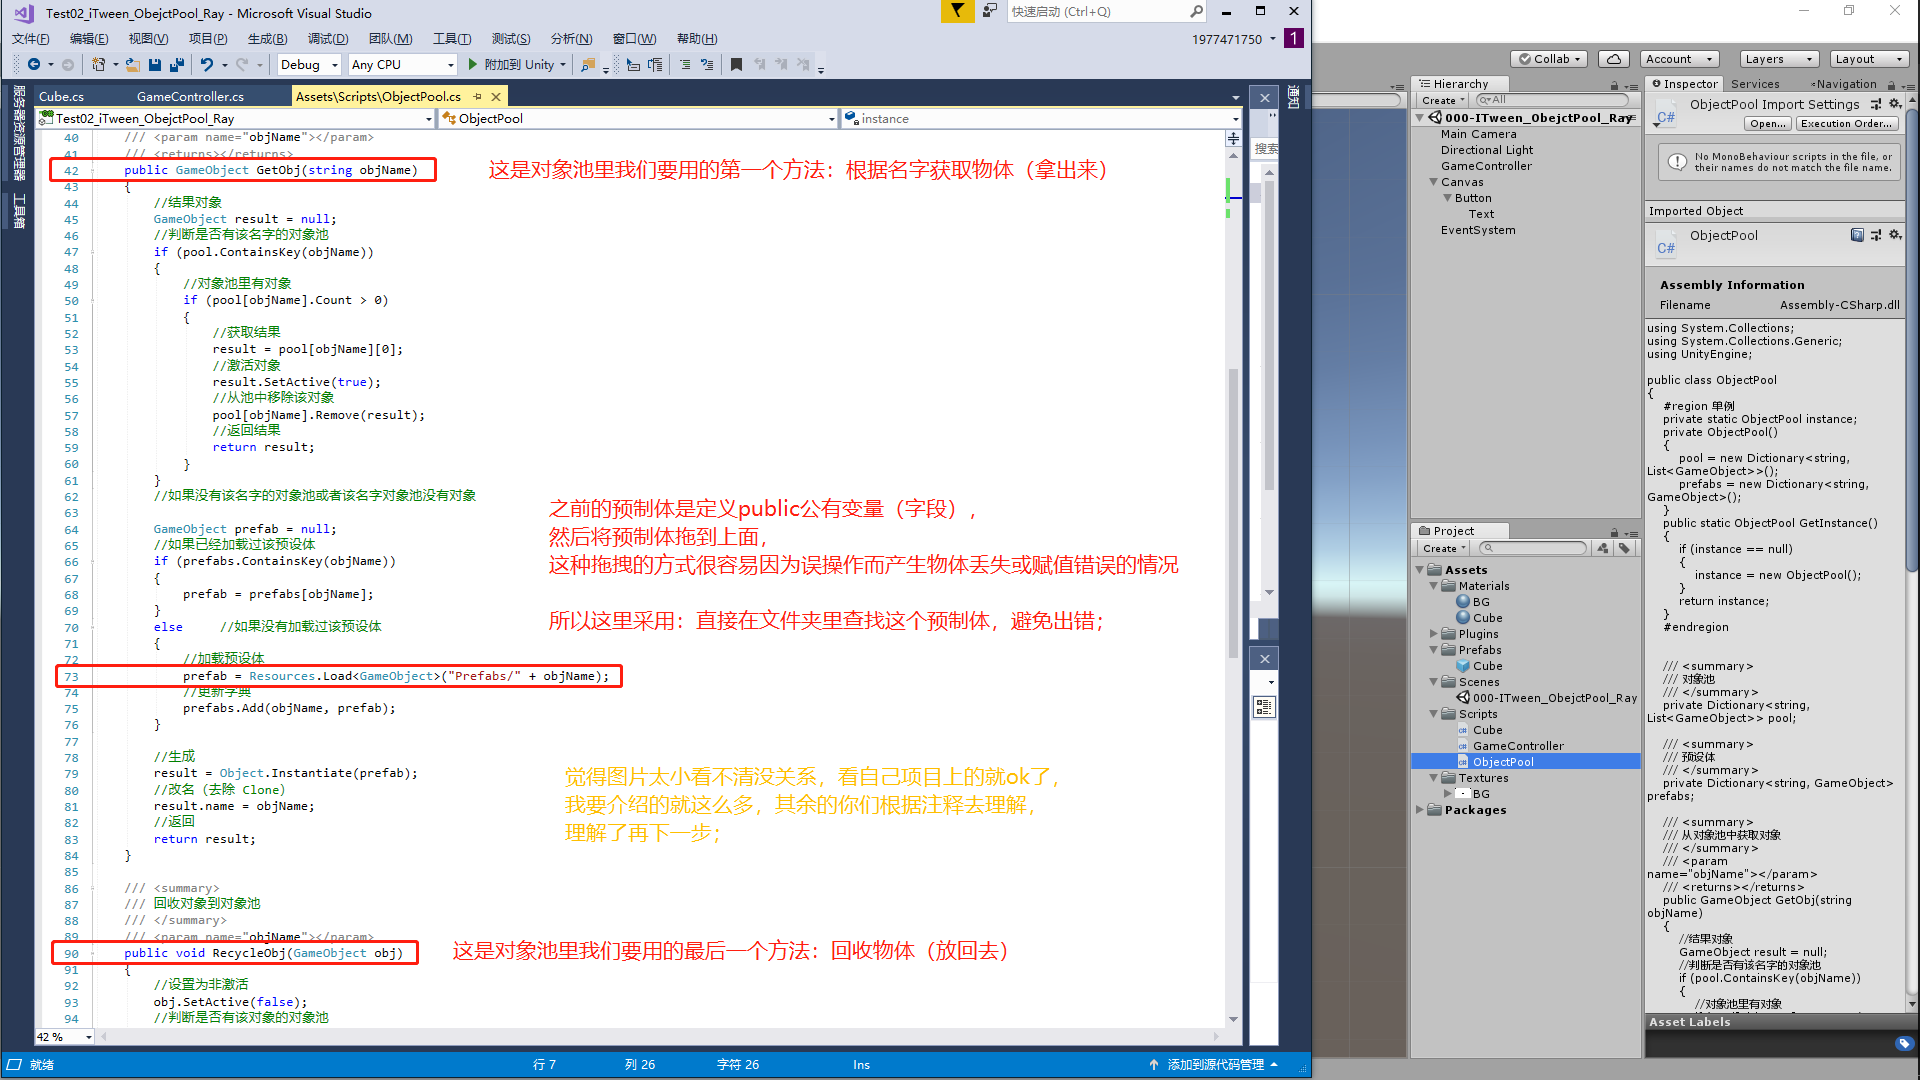 Test02_iTween_ObejctPool_Ray - Microsoft Visual Studio
快速启动 (Ctrl+Q)
文件(F) 编辑(E) 视图(V) 项目(P) 生成(B) 调试(D) 团队(M) 工具(T) 测试(S) 分析(N) 窗口(W) 帮助(H)
1977471750 1
Debug Any CPU 附加到 Unity
服务器资源管理器
工具箱
Cube.cs GameController.cs Assets\Scripts\ObjectPool.cs
Test02_iTween_ObejctPool_Ray ObjectPool instance
40 /// <param name="objName"></param>
41 /// <returns></returns>
42 public GameObject GetObj(string objName)
这是对象池里我们要用的第一个方法：根据名字获取物体（拿出来）
43 {
44 //结果对象
45 GameObject result = null;
46 //判断是否有该名字的对象池
47 if (pool.ContainsKey(objName))
48 {
49 //对象池里有对象
50 if (pool[objName].Count > 0)
51 {
52 //获取结果
53 result = pool[objName][0];
54 //激活对象
55 result.SetActive(true);
56 //从池中移除该对象
57 pool[objName].Remove(result);
58 //返回结果
59 return result;
60 }
61 }
62 //如果没有该名字的对象池或者该名字对象池没有对象
63
64 GameObject prefab = null;
65 //如果已经加载过该预设体
66 if (prefabs.ContainsKey(objName))
67 {
68 prefab = prefabs[objName];
69 }
70 else //如果没有加载过该预设体
71 {
72 //加载预设体
73 prefab = Resources.Load<GameObject>("Prefabs/" + objName);
74 //更新字典
75 prefabs.Add(objName, prefab);
76 }
77
78 //生成
79 result = Object.Instantiate(prefab);
80 //改名（去除 Clone）
81 result.name = objName;
82 //返回
83 return result;
84 }
85
86 /// <summary>
87 /// 回收对象到对象池
88 /// </summary>
89 /// <param name="objName"></param>
90 public void RecycleObj(GameObject obj)
91 {
92 //设置为非激活
93 obj.SetActive(false);
94 //判断是否有该对象的对象池
之前的预制体是定义public公有变量（字段），
然后将预制体拖到上面，
这种拖拽的方式很容易因为误操作而产生物体丢失或赋值错误的情况
所以这里采用：直接在文件夹里查找这个预制体，避免出错；
觉得图片太小看不清没关系，看自己项目上的就ok了，
我要介绍的就这么多，其余的你们根据注释去理解，
理解了再下一步；
这是对象池里我们要用的最后一个方法：回收物体（放回去）
42 %
就绪 行 7 列 26 字符 26 Ins 添加到源代码管理
搜索
通知
Collab Account Layers Layout
Hierarchy
Create All
000-ITween_ObejctPool_Ray
Main Camera
Directional Light
GameController
Canvas
Button
Text
EventSystem
Project
Create
Assets
Materials
BG
Cube
Plugins
Prefabs
Cube
Scenes
000-ITween_ObejctPool_Ray
Scripts
Cube
GameController
ObjectPool
Textures
BG
Packages
Inspector Services Navigation
ObjectPool Import Settings
C#
Open... Execution Order...
No MonoBehaviour scripts in the file, or
their names do not match the file name.
Imported Object
ObjectPool
C#
Assembly Information
Filename Assembly-CSharp.dll
using System.Collections;
using System.Collections.Generic;
using UnityEngine;
public class ObjectPool
{
#region 单例
private static ObjectPool instance;
private ObjectPool()
{
pool = new Dictionary<string,
List<GameObject>>();
prefabs = new Dictionary<string,
GameObject>();
}
public static ObjectPool GetInstance()
{
if (instance == null)
{
instance = new ObjectPool();
}
return instance;
}
#endregion
/// <summary>
/// 对象池
/// </summary>
private Dictionary<string,
List<GameObject>> pool;
/// <summary>
/// 预设体
/// </summary>
private Dictionary<string, GameObject>
prefabs;
/// <summary>
/// 从对象池中获取对象
/// </summary>
/// <param
name="objName"></param>
/// <returns></returns>
public GameObject GetObj(string
objName)
{
//结果对象
GameObject result = null;
//判断是否有该名字的对象池
if (pool.ContainsKey(objName))
{
//对象池里有对象
Asset Labels